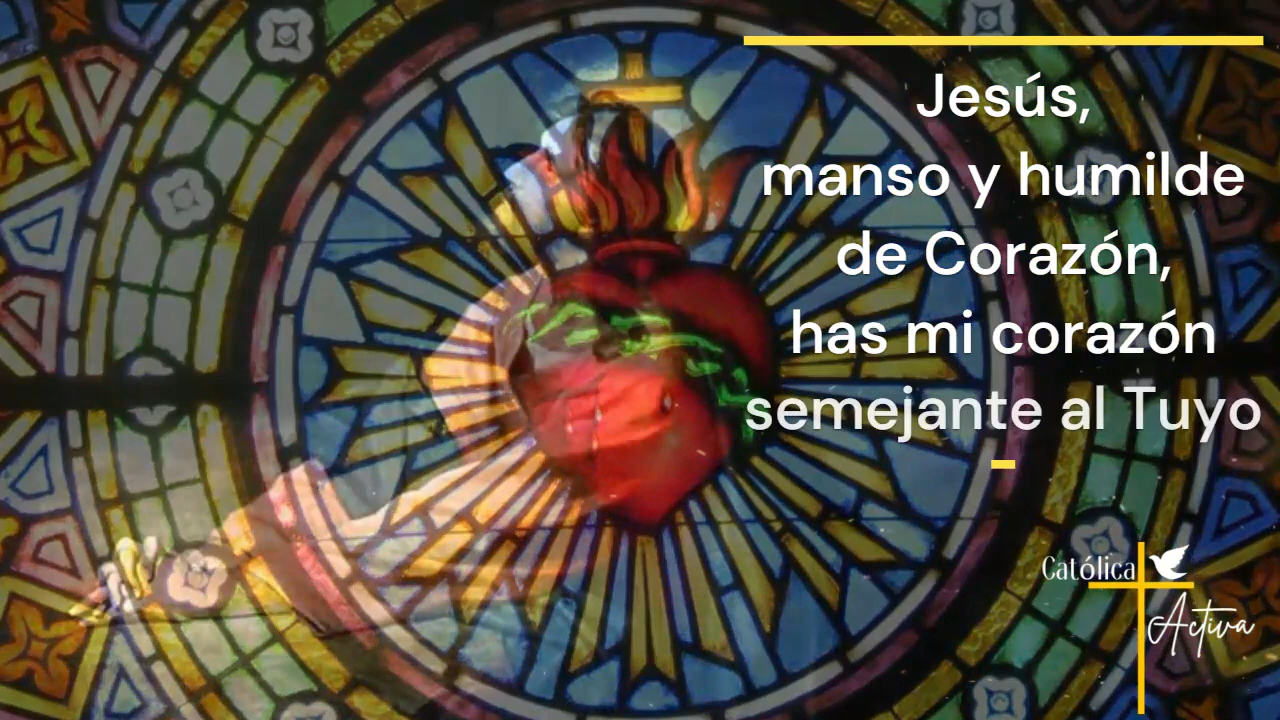 Jesús,
manso y humilde
de Corazón,
has mi corazón
semejante al Tuyo
Católica
Activa